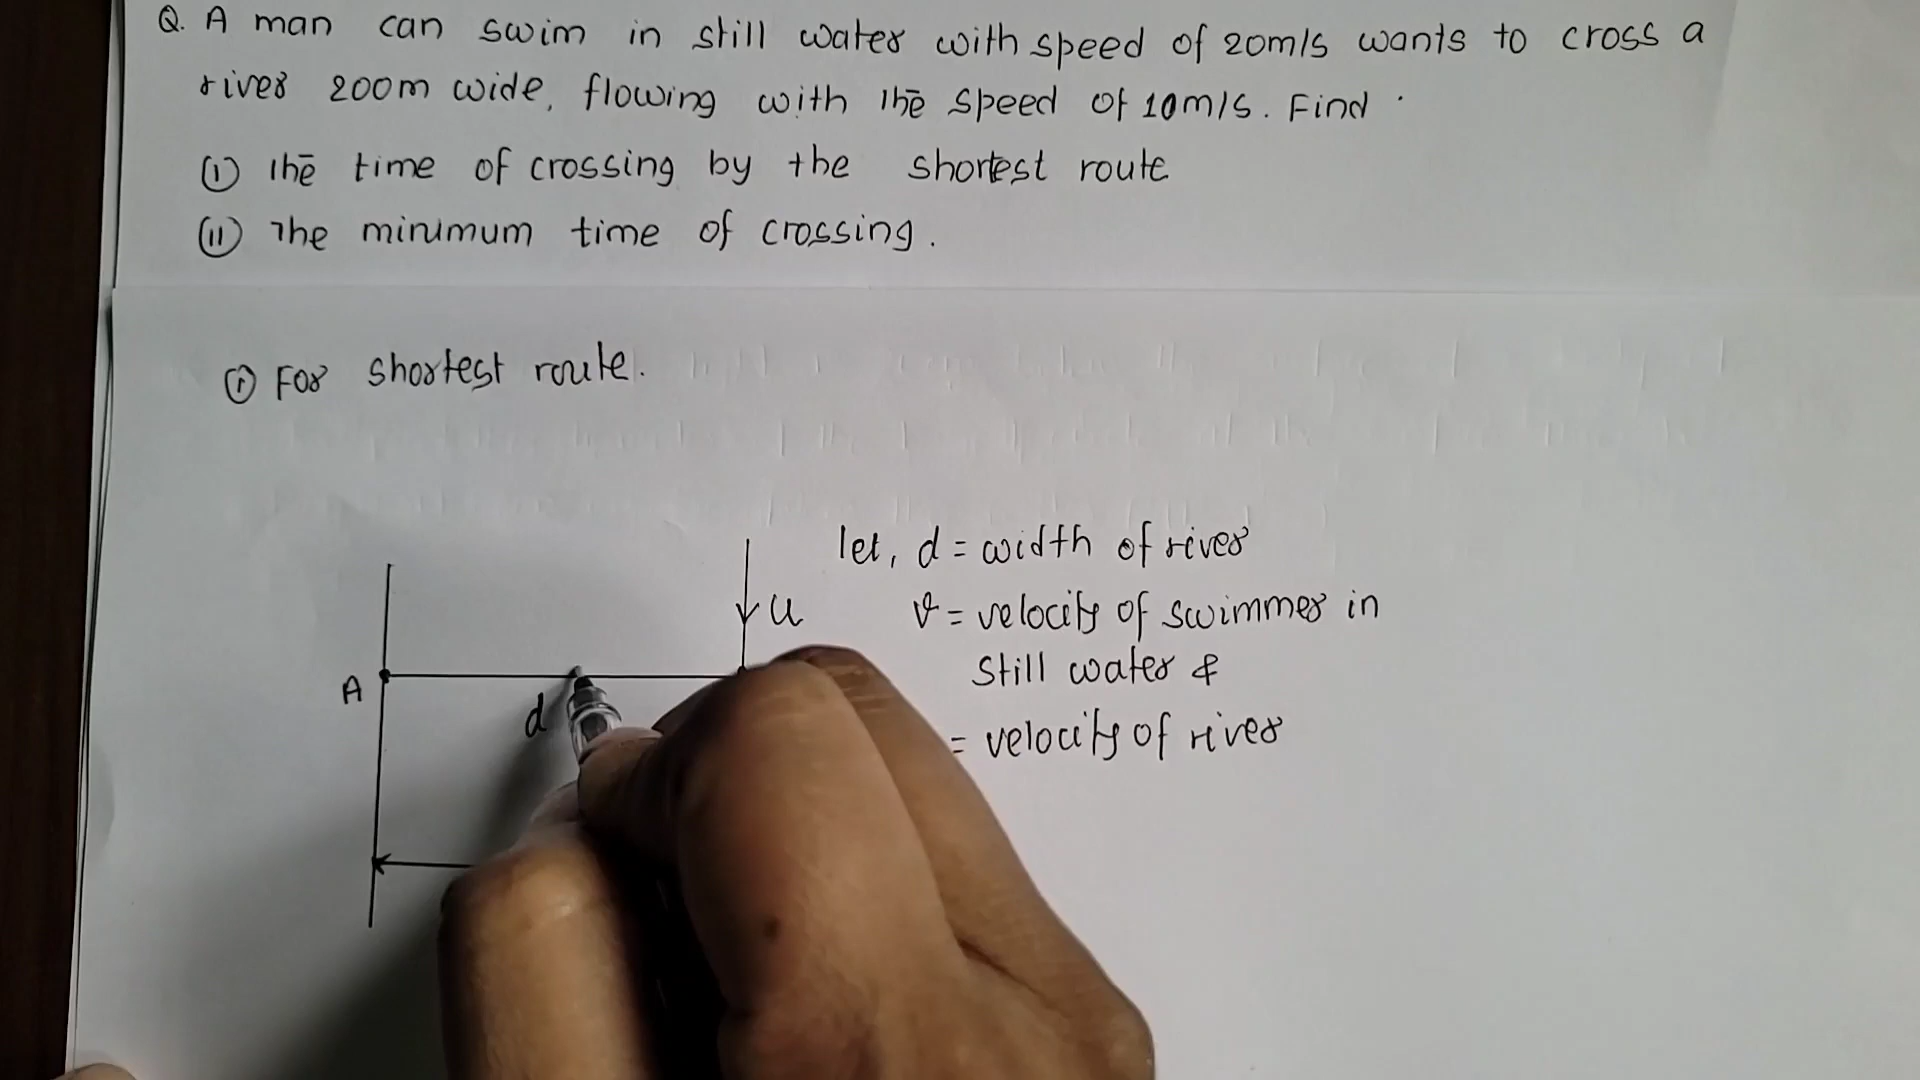 Q. A man can swim in still water with speed of 20m/s wants to cross a
river 200m wide, flowing with the speed of 10m/s. Find
(i) The time of crossing by the shortest route
(ii) The minimum time of crossing.
(i) For shortest route.
let, d = width of river
u
v = velocity of swimmer in
still water &
A
d
= velocity of river